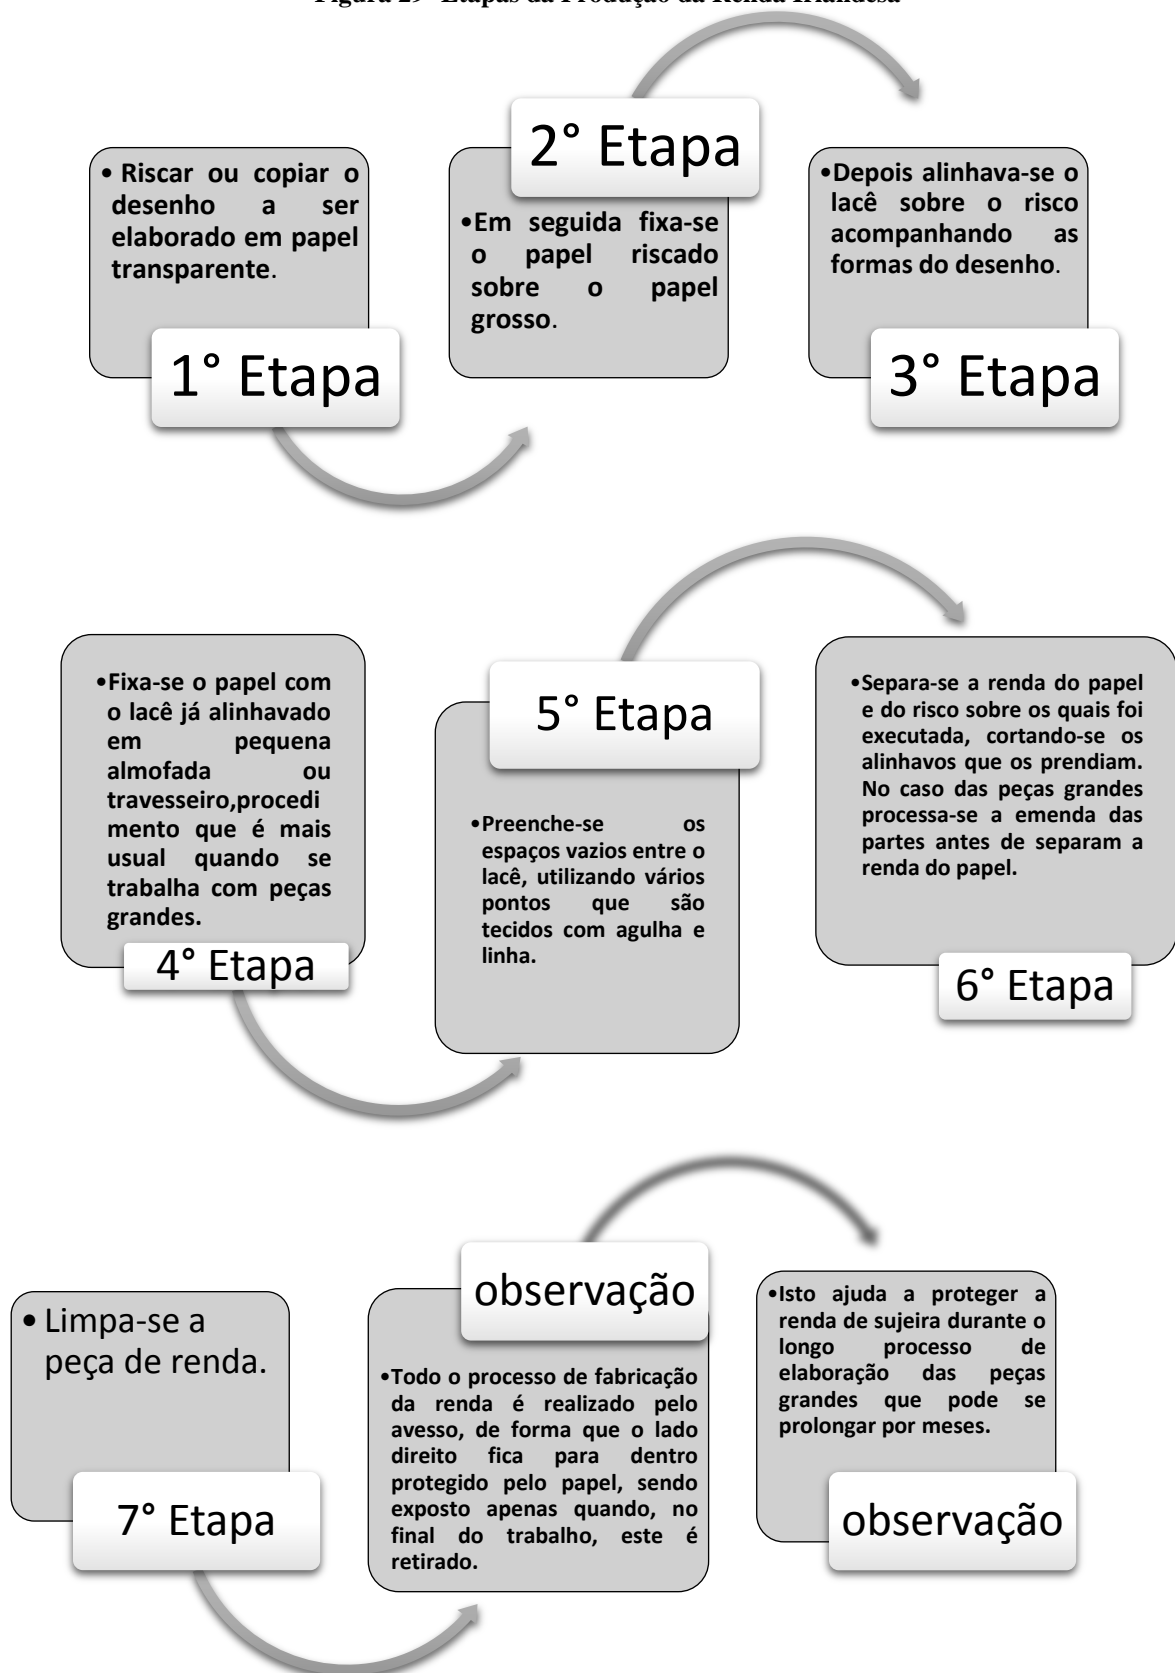 Figura 29- Etapas da Produção da Renda Irlandesa
• Riscar ou copiar o
desenho a ser
elaborado em papel
transparente.
1° Etapa
2° Etapa
•Em seguida fixa-se
o papel riscado
sobre o papel
grosso.
•Depois alinhava-se o
lacê sobre o risco
acompanhando as
formas do desenho.
3° Etapa
•Fixa-se o papel com
o lacê já alinhavado
em pequena
almofada ou
travesseiro,procedi
mento que é mais
usual quando se
trabalha com peças
grandes.
4° Etapa
5° Etapa
•Preenche-se os
espaços vazios entre o
lacê, utilizando vários
pontos que são
tecidos com agulha e
linha.
•Separa-se a renda do papel
e do risco sobre os quais foi
executada, cortando-se os
alinhavos que os prendiam.
No caso das peças grandes
processa-se a emenda das
partes antes de separam a
renda do papel.
6° Etapa
• Limpa-se a
peça de renda.
7° Etapa
observação
•Todo o processo de fabricação
da renda é realizado pelo
avesso, de forma que o lado
direito fica para dentro
protegido pelo papel, sendo
exposto apenas quando, no
final do trabalho, este é
retirado.
•Isto ajuda a proteger a
renda de sujeira durante o
longo processo de
elaboração das peças
grandes que pode se
prolongar por meses.
observação